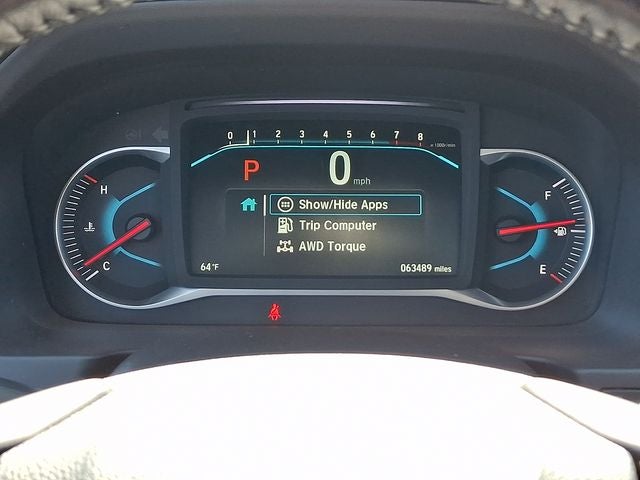 0 1 2 3 4 5 6 7 8
x 1000r/min
P 0 mph
H
F
Show/Hide Apps
Trip Computer
AWD Torque
C
E
64°F
063489 miles